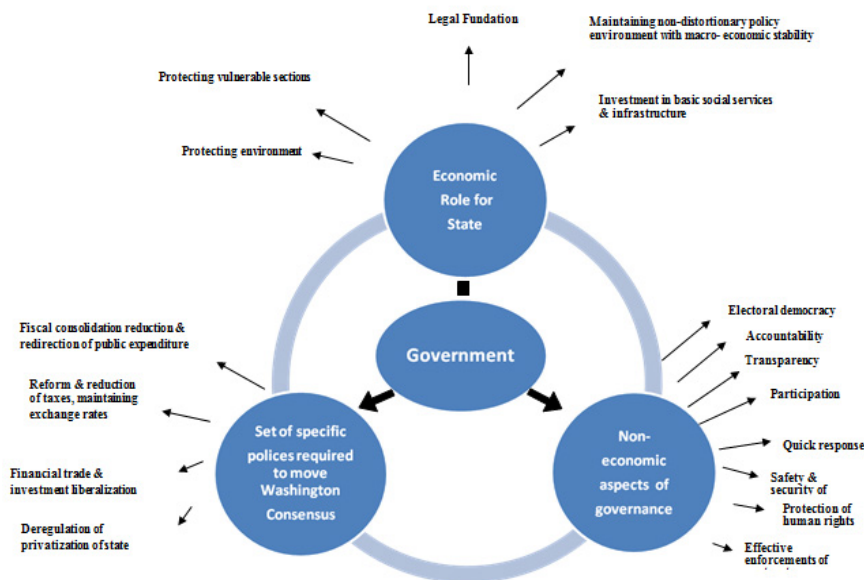 Legal Fundation
Maintaining non-distortionary policy
environment with macro- economic stability
Protecting vulnerable sections
Investment in basic social services
& infrastructure
Protecting environment
Economic
Role for
State
Electoral democracy
Accountability
Transparency
Participation
Quick response
Safety &
security of
Protection of
human rights
Effective
enforcements of
Government
Fiscal consolidation reduction &
redirection of public expenditure
Reform & reduction
of taxes, maintaining
exchange rates
Financial trade &
investment liberalization
Deregulation of
privatization of state
Set of specific
polices required
to move
Washington
Consensus
Non-
economic
aspects of
governance